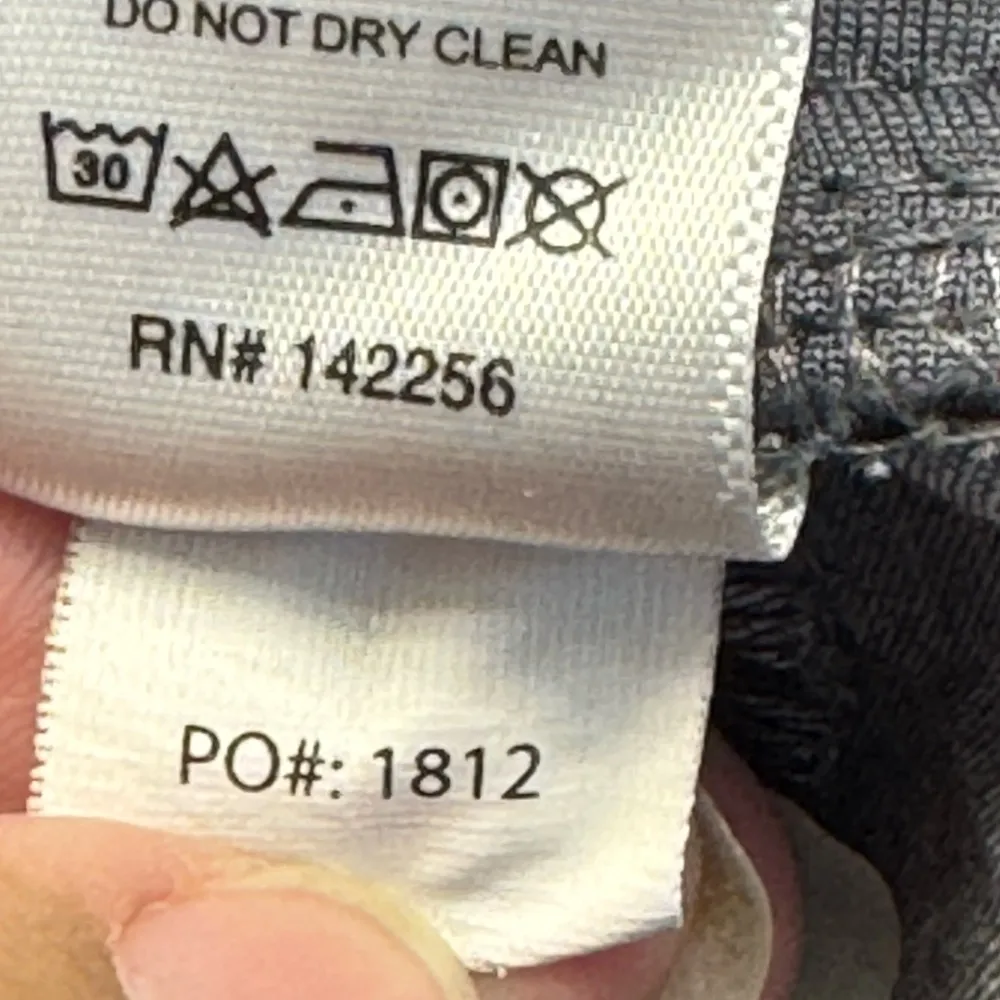 DO NOT DRY CLEAN
30
RN# 142256
PO#: 1812